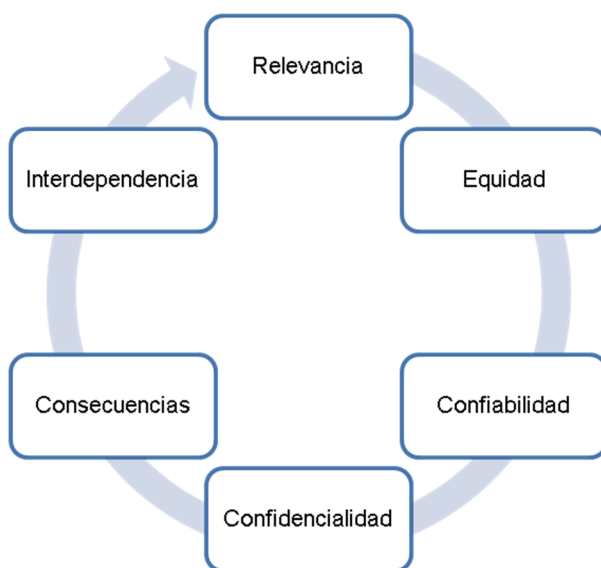 Relevancia
Equidad
Confiabilidad
Confidencialidad
Consecuencias
Interdependencia